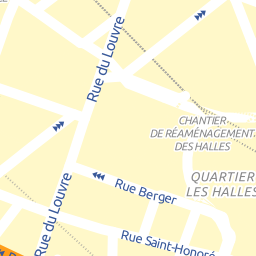 Rue du Louvre
CHANTIER
DE RÉAMÉNAGEMENT
DES HALLES
QUARTIER
LES HALLES
Rue Berger
Rue du Louvre
Rue Saint-Honoré